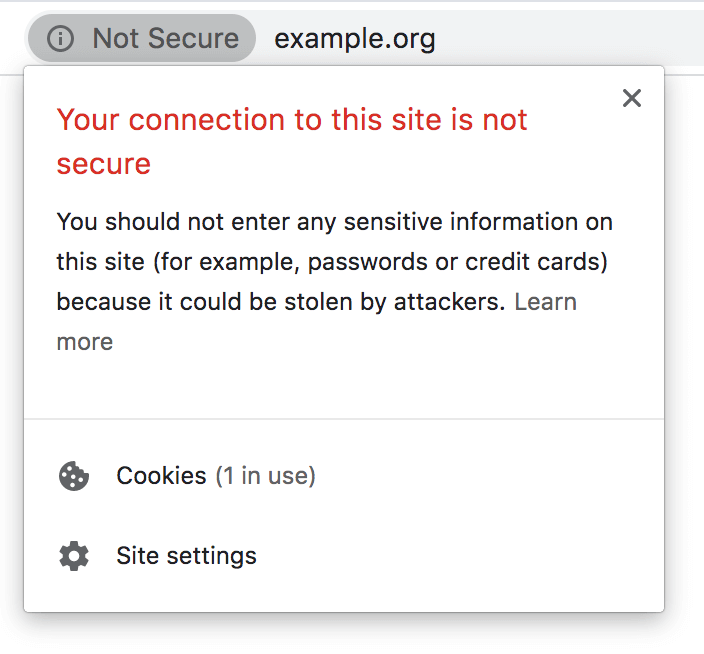 Not Secure example.org
Your connection to this site is not
secure
You should not enter any sensitive information on
this site (for example, passwords or credit cards)
because it could be stolen by attackers. Learn
more
Cookies (1 in use)
Site settings